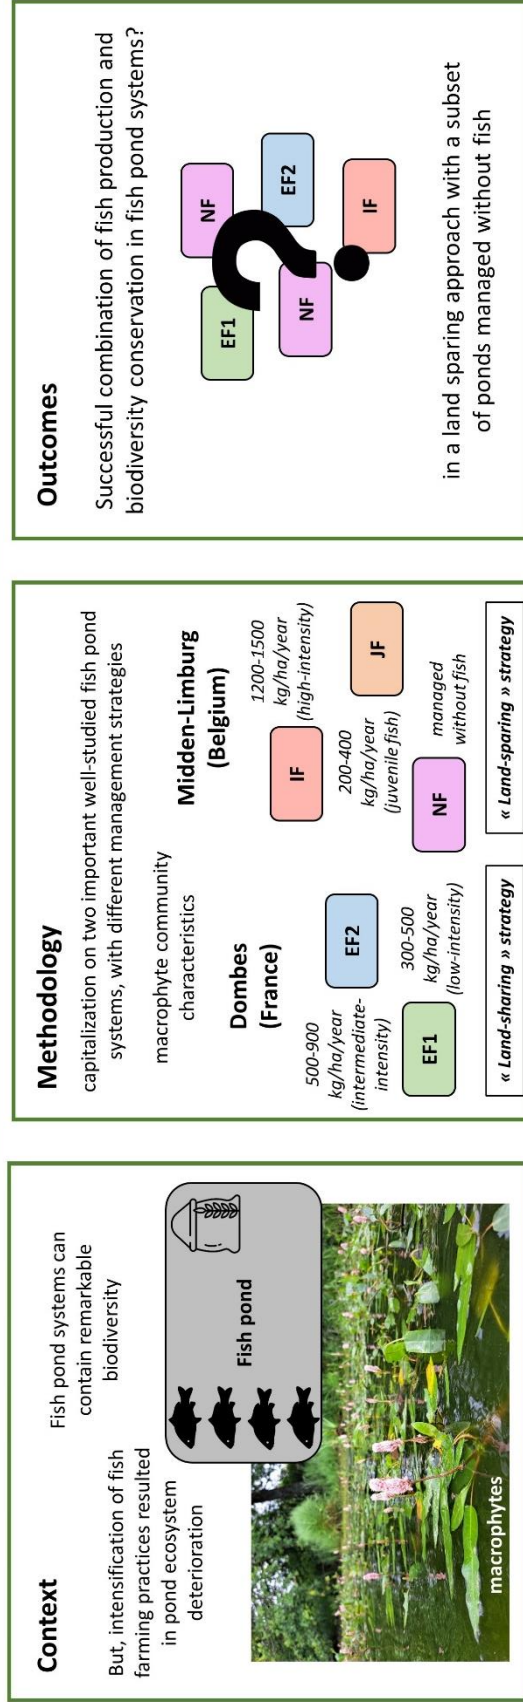 Context
Fish pond systems can
contain remarkable
biodiversity
But, intensification of fish
farming practices resulted
in pond ecosystem
deterioration
Fish pond
macrophytes
Methodology
capitalization on two important well-studied fish pond
systems, with different management strategies
macrophyte community
characteristics
Dombes
(France)
500-900
kg/ha/year
(intermediate-
intensity)
EF2
EF1
300-500
kg/ha/year
(low-intensity)
« Land-sharing » strategy
Midden-Limburg
(Belgium)
IF
1200-1500
kg/ha/year
(high-intensity)
200-400
kg/ha/year
(juvenile fish)
JF
NF
managed
without fish
« Land-sparing » strategy
Outcomes
Successful combination of fish production and
biodiversity conservation in fish pond systems?
EF1
NF
NF
EF2
IF
?
in a land sparing approach with a subset
of ponds managed without fish